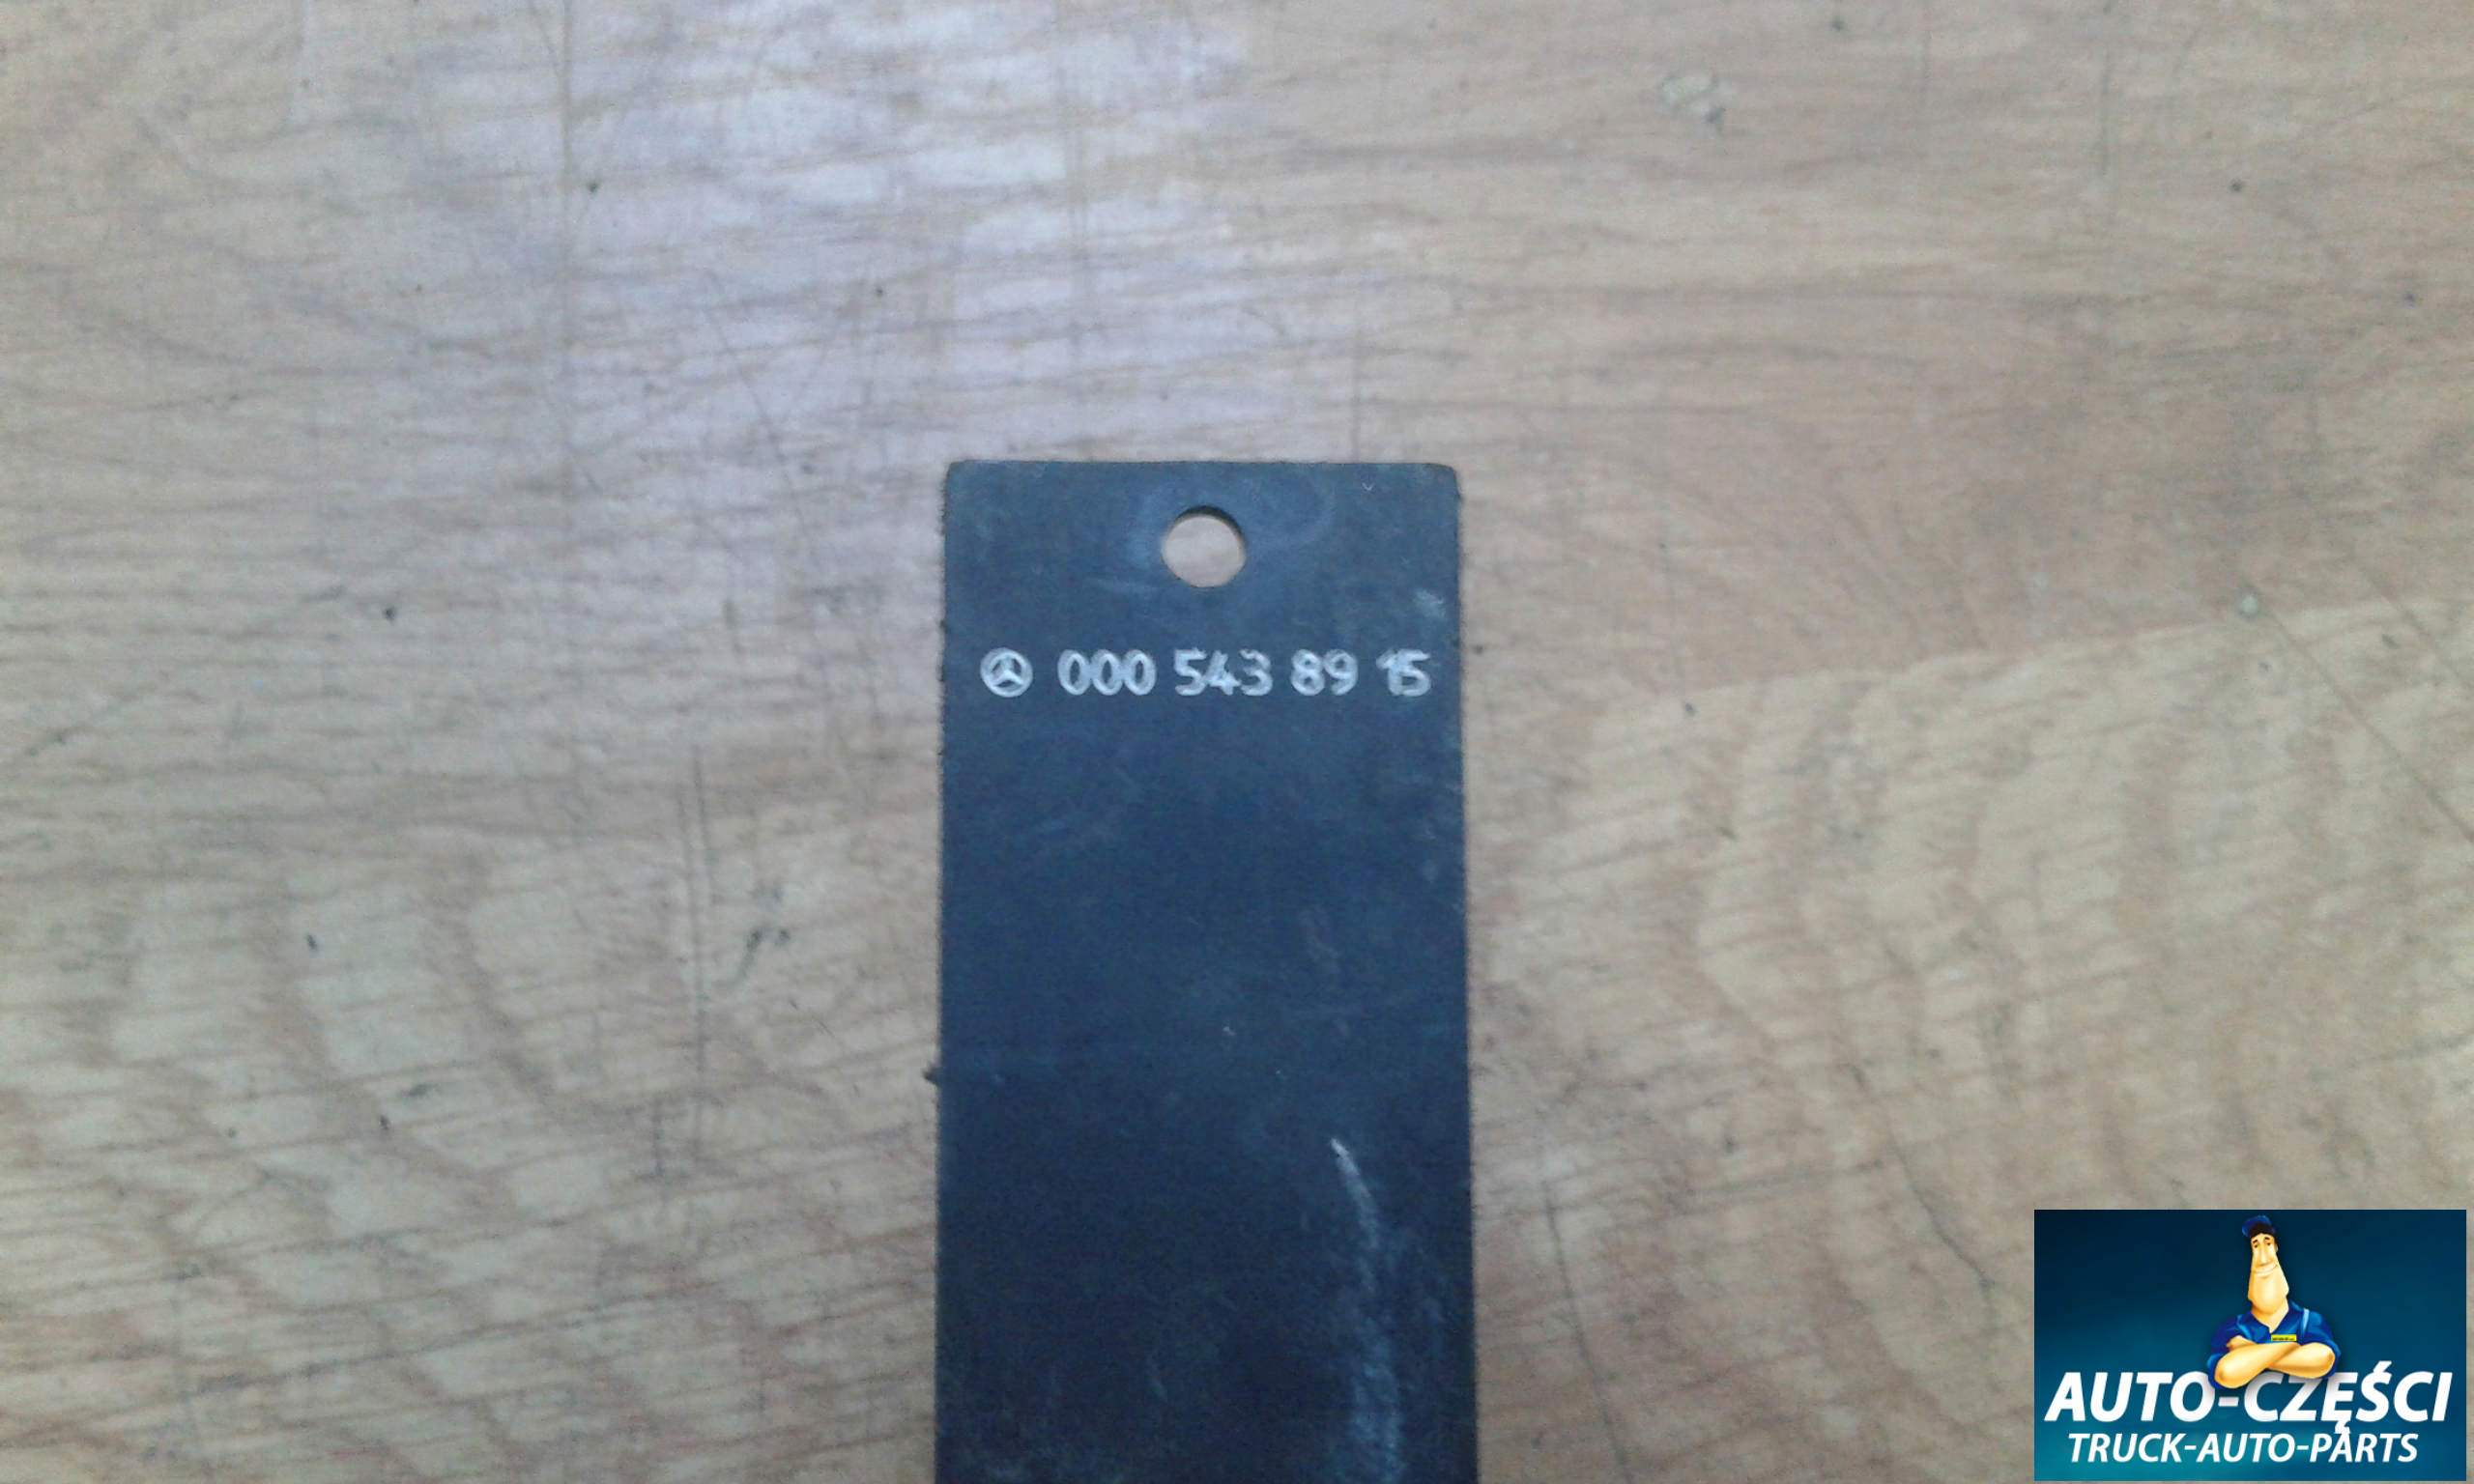 000 543 89 15
AUTO-CZĘŚCI
TRUCK-AUTO-PARTS